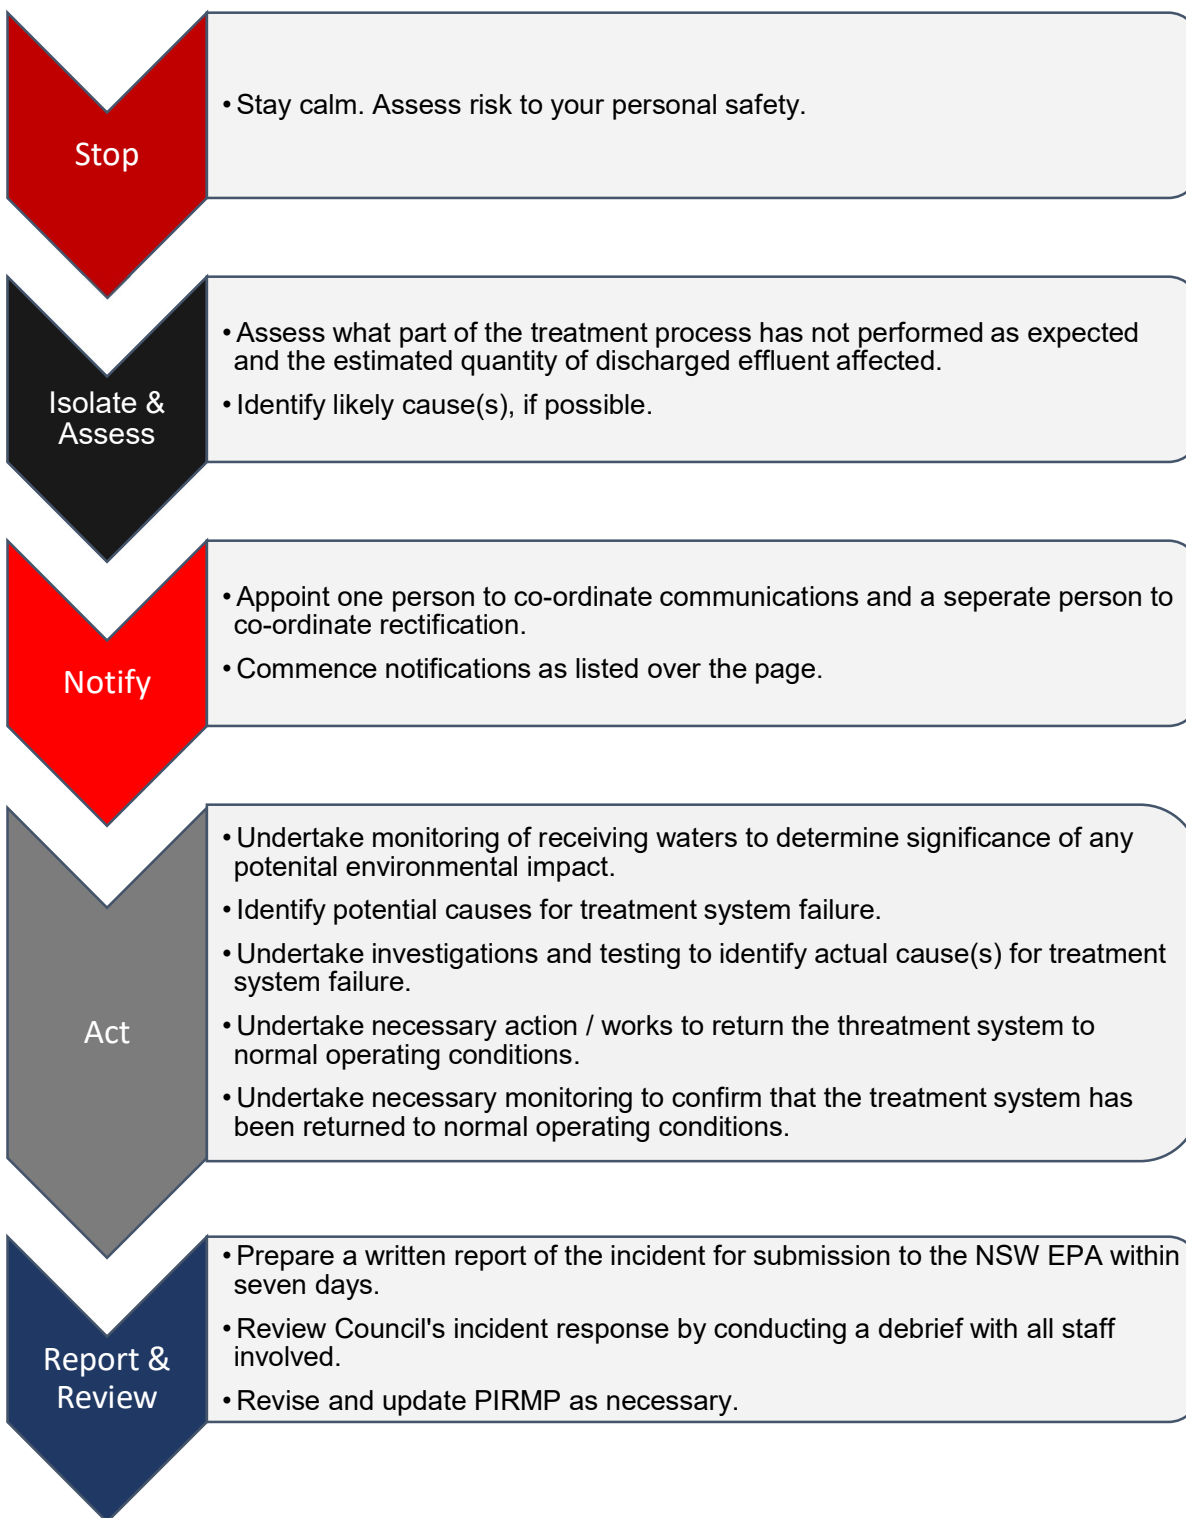 Stop
• Stay calm. Assess risk to your personal safety.
Isolate &
Assess
• Assess what part of the treatment process has not performed as expected
and the estimated quantity of discharged effluent affected.
• Identify likely cause(s), if possible.
Notify
• Appoint one person to co-ordinate communications and a seperate person to
co-ordinate rectification.
• Commence notifications as listed over the page.
Act
• Undertake monitoring of receiving waters to determine significance of any
potenital environmental impact.
• Identify potential causes for treatment system failure.
• Undertake investigations and testing to identify actual cause(s) for treatment
system failure.
• Undertake necessary action / works to return the threatment system to
normal operating conditions.
• Undertake necessary monitoring to confirm that the treatment system has
been returned to normal operating conditions.
Report &
Review
• Prepare a written report of the incident for submission to the NSW EPA within
seven days.
• Review Council's incident response by conducting a debrief with all staff
involved.
• Revise and update PIRMP as necessary.